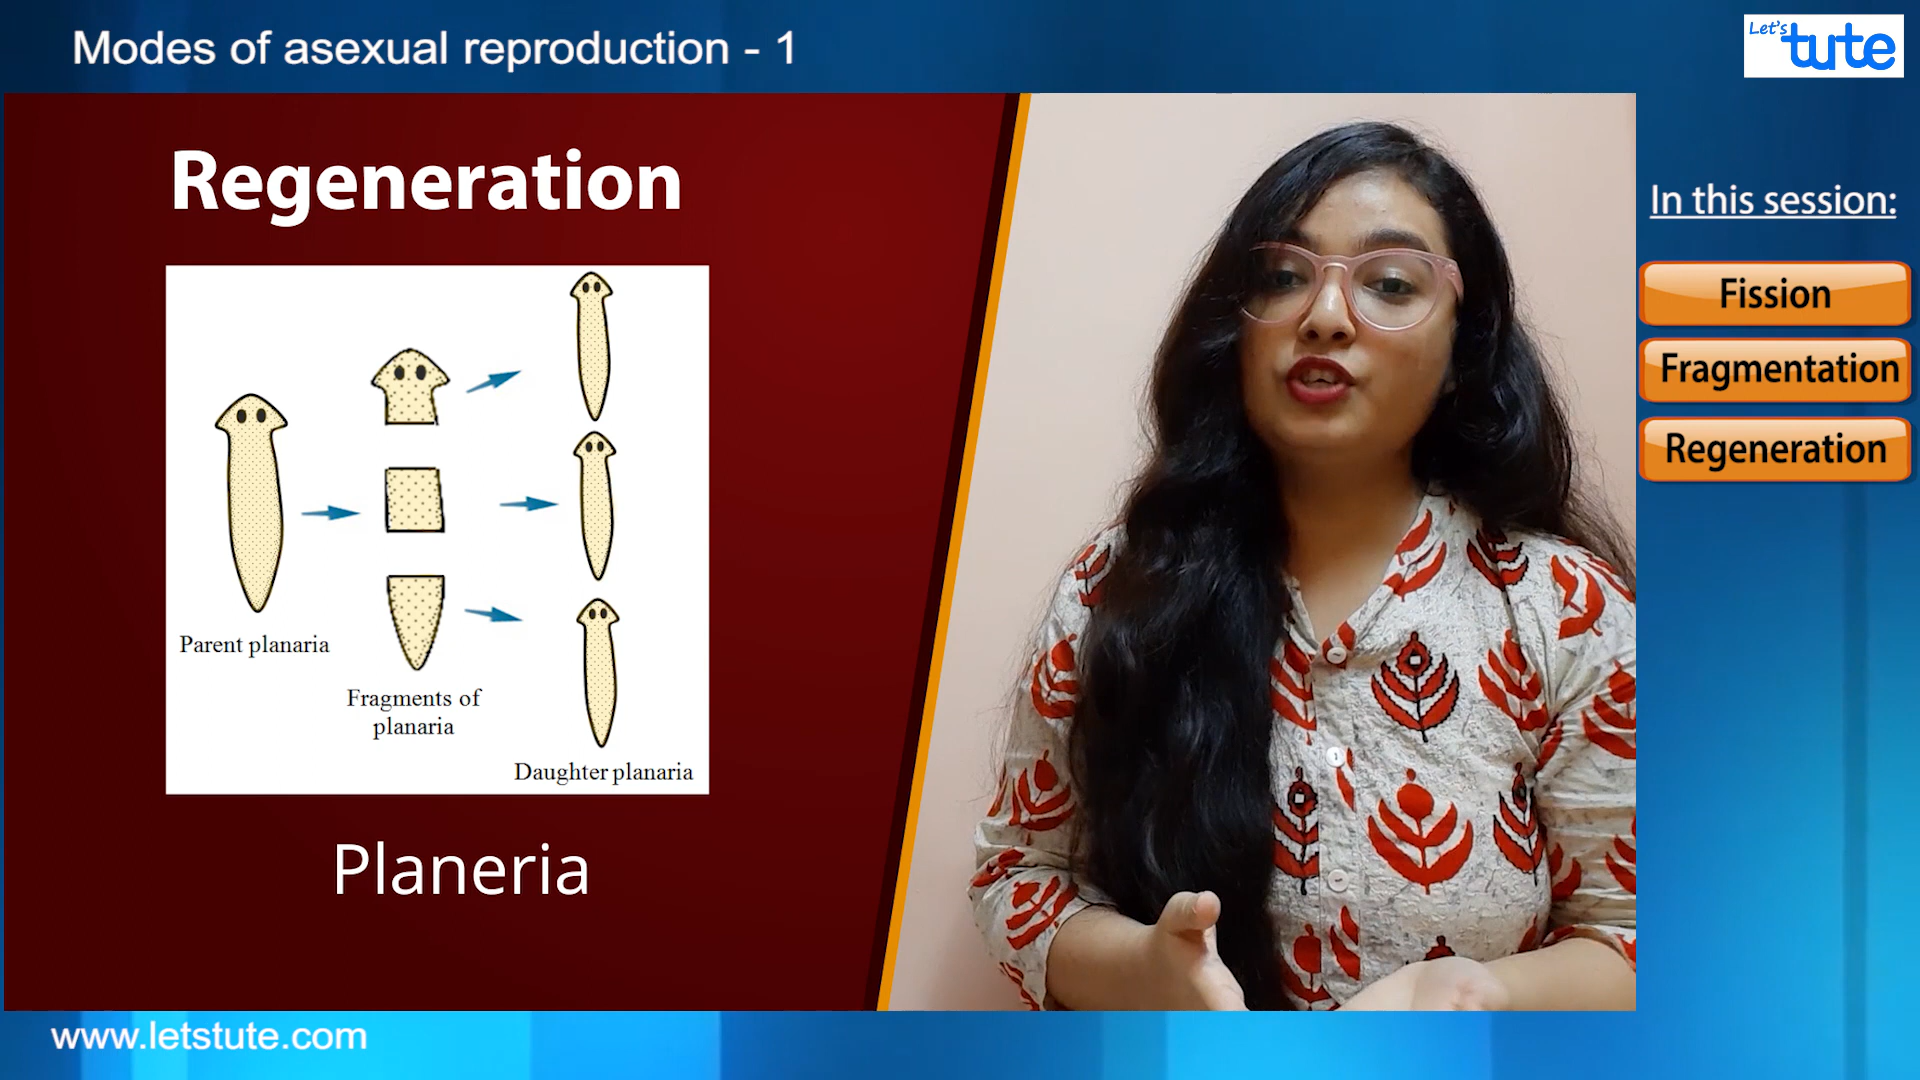 Modes of asexual reproduction - 1
Let's
tute
Regeneration
Parent planaria
Fragments of
planaria
Daughter planaria
Planeria
In this session:
Fission
Fragmentation
Regeneration
www.letstute.com